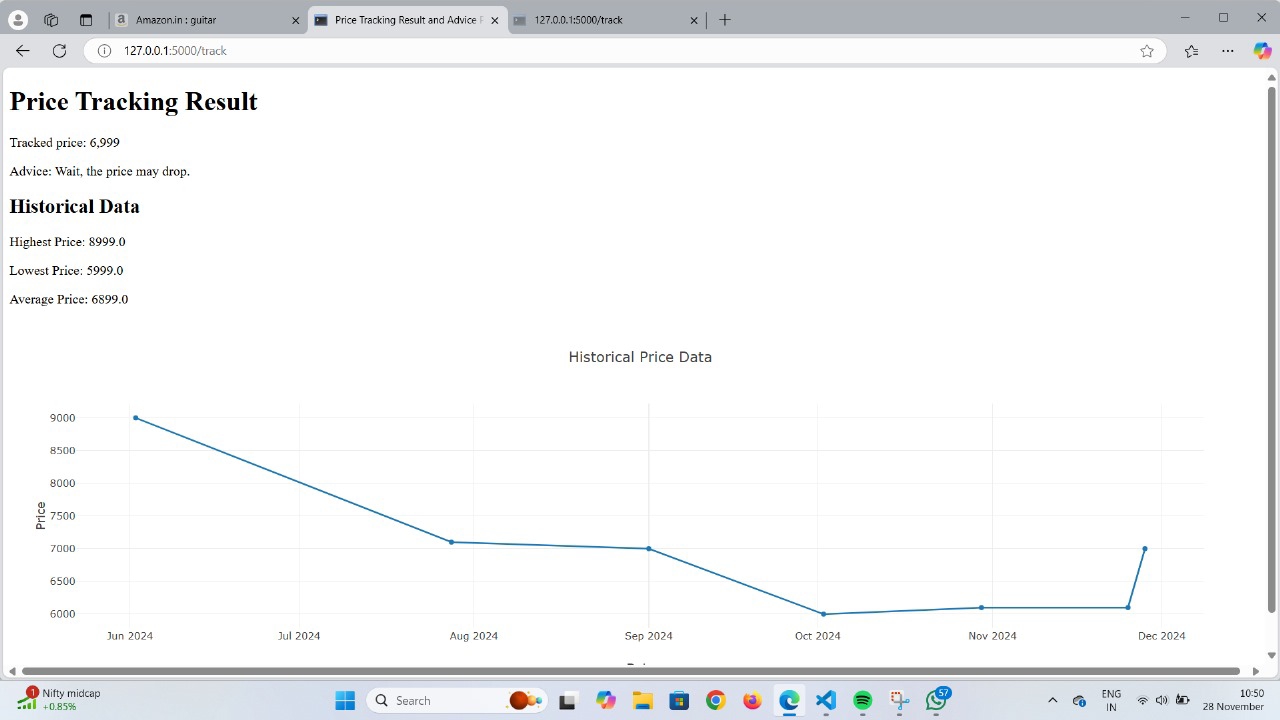 Amazon.in : guitar
Price Tracking Result and Advice
127.0.0.1:5000/track
127.0.0.1:5000/track
Price Tracking Result
Tracked price: 6,999
Advice: Wait, the price may drop.
Historical Data
Highest Price: 8999.0
Lowest Price: 5999.0
Average Price: 6899.0
Historical Price Data
9000
8500
8000
7500
7000
6500
6000
Price
Jun 2024 Jul 2024 Aug 2024 Sep 2024 Oct 2024 Nov 2024 Dec 2024
1
Nifty midcap
+0.85%
Search
57
ENG
IN
10:50
28 November